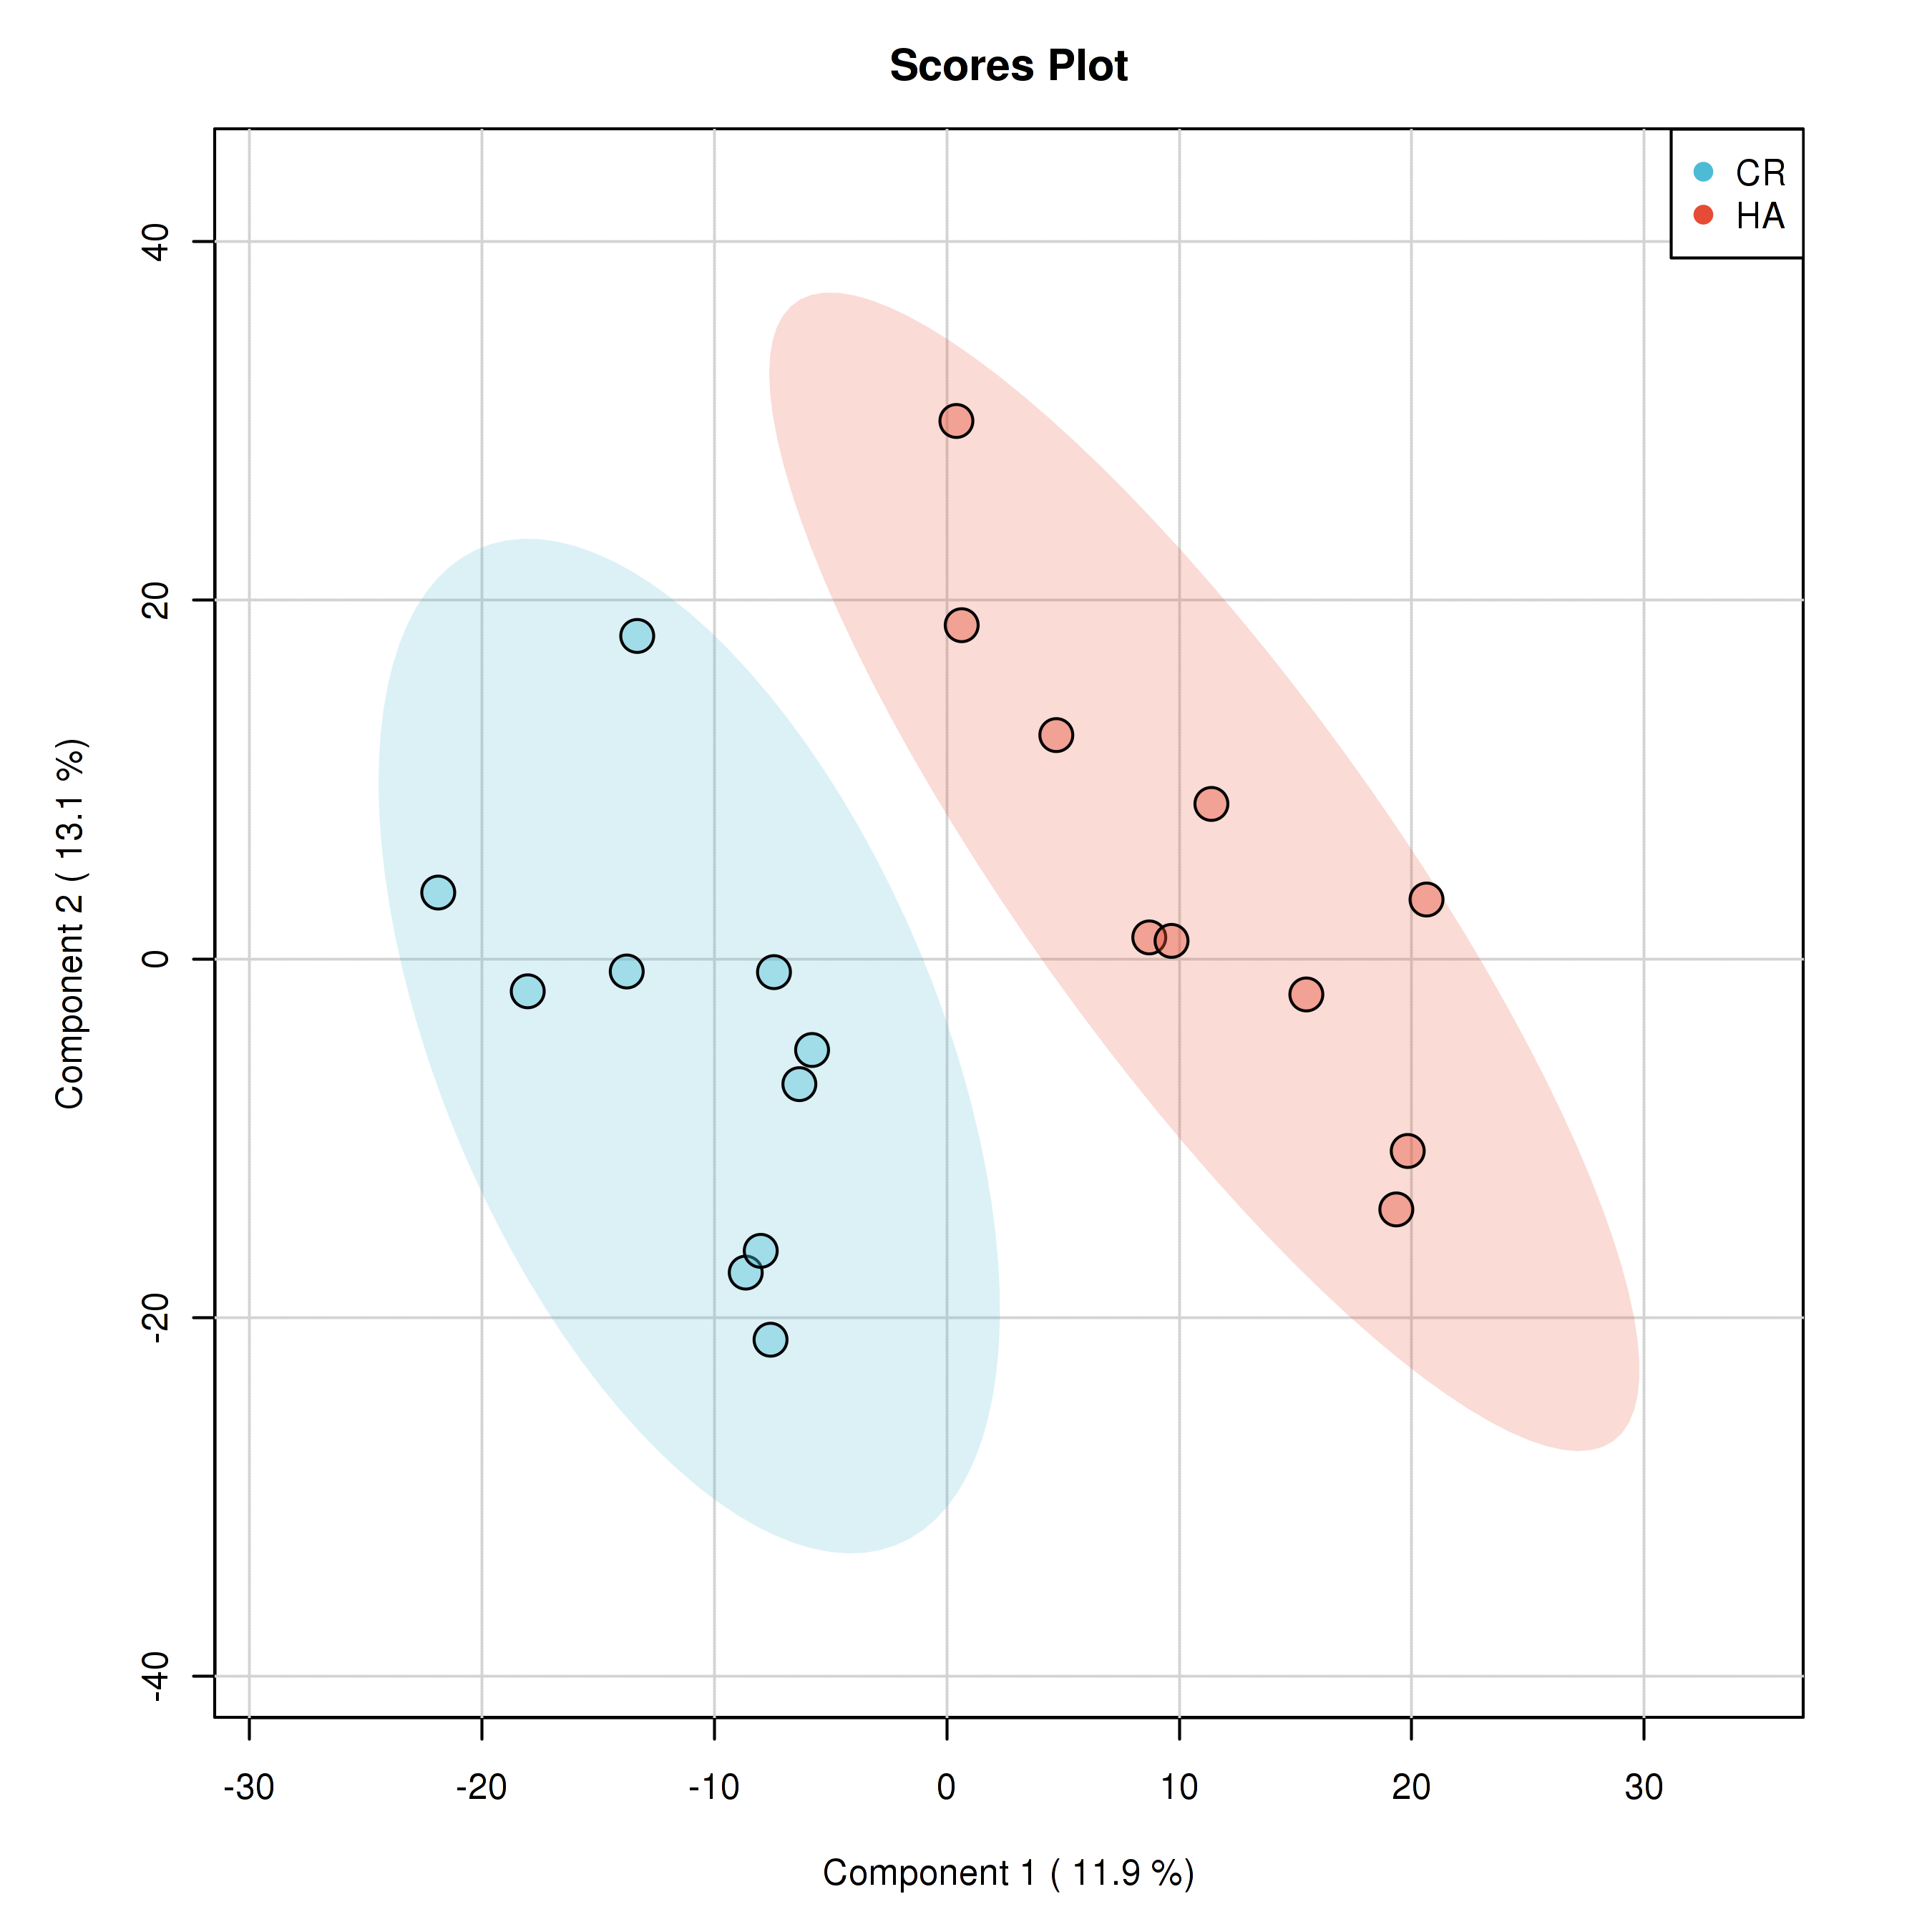 Scores Plot
CR
HA
40
20
0
-20
-40
Component 2 ( 13.1 %)
-30 -20 -10 0 10 20 30
Component 1 ( 11.9 %)